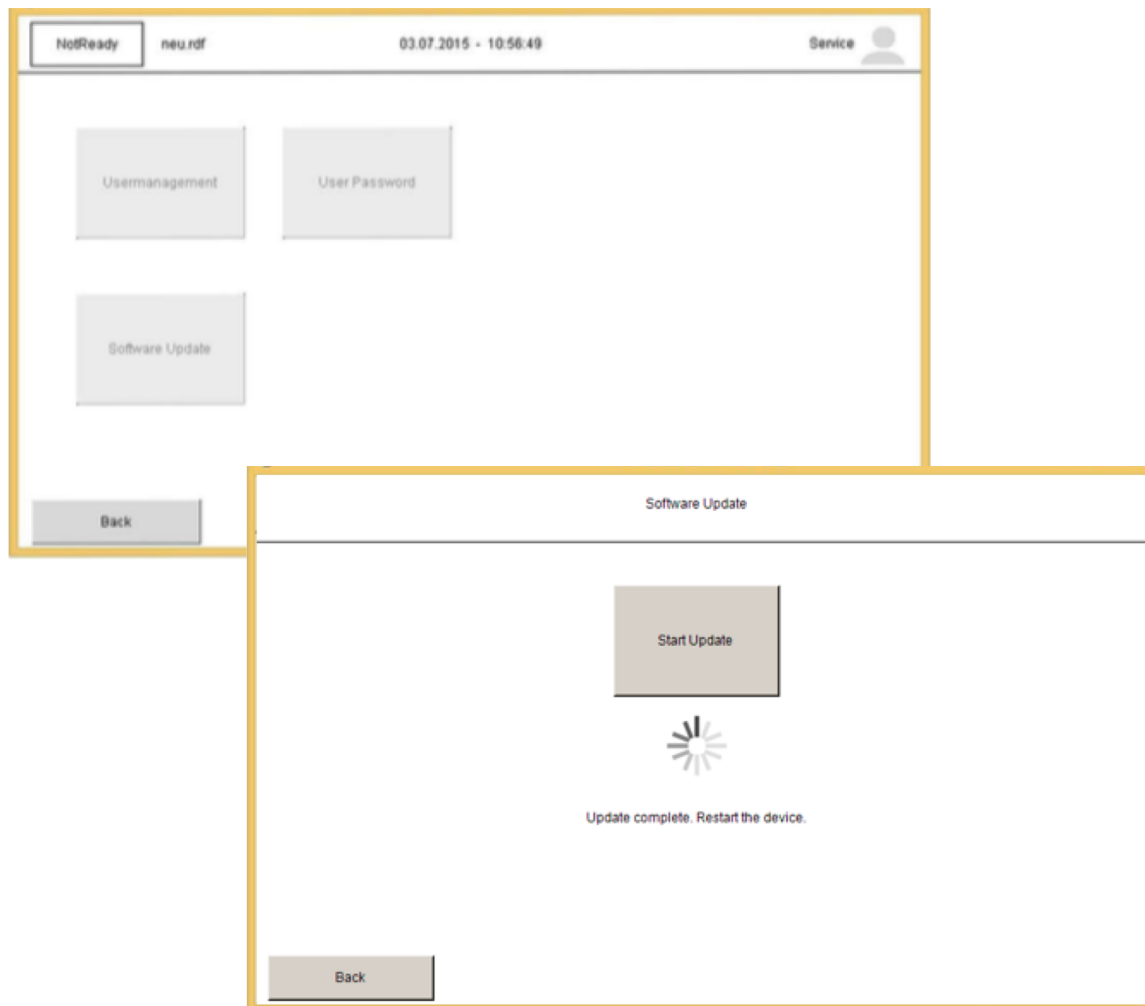 NotReady neu.rdf 03.07.2015 - 10:56:49 Service
Usermanagement User Password
Software Update
Back
Software Update
Start Update
Update complete. Restart the device.
Back